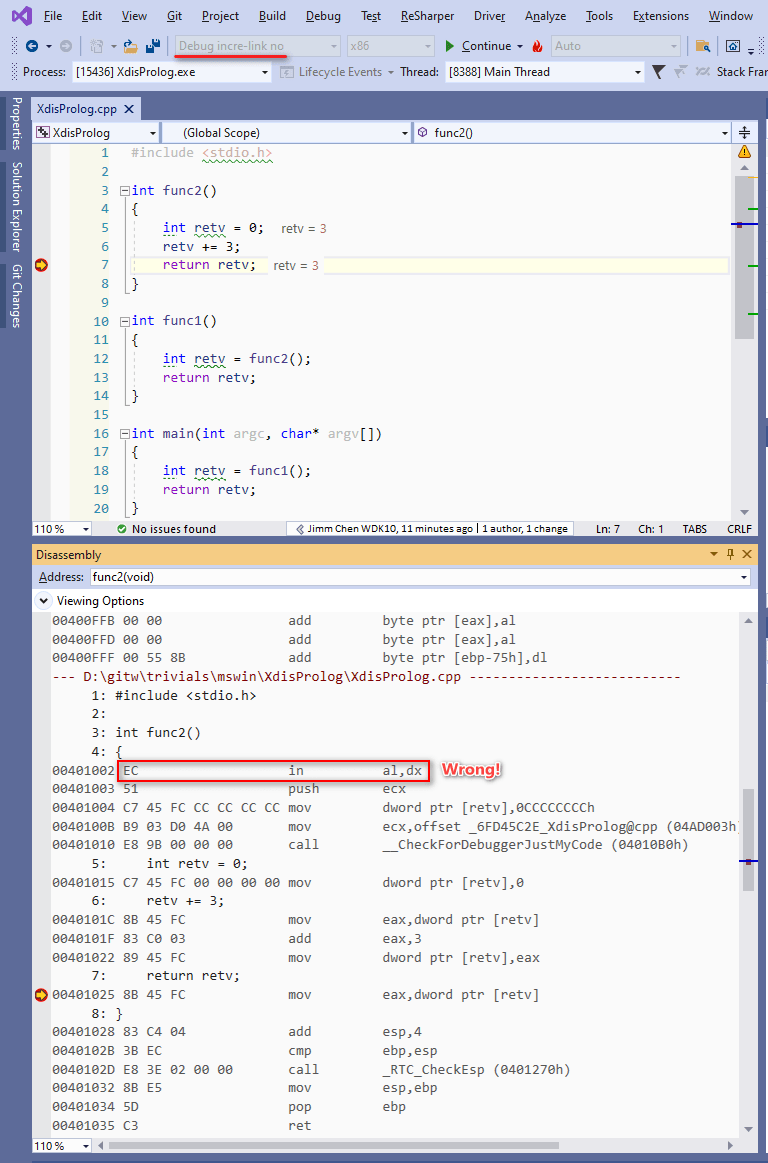 File Edit View Git Project Build Debug Test ReSharper Driver Analyze Tools Extensions Window
Debug incre-link no x86 Continue Auto
Process: [15436] XdisProlog.exe Lifecycle Events Thread: [8388] Main Thread Stack Fran
Properties
Solution Explorer
Git Changes
XdisProlog.cpp
XdisProlog (Global Scope) func2()
1 #include <stdio.h>
2
3 int func2()
4 {
5 int retv = 0; retv = 3
6 retv += 3;
7 return retv; retv = 3
8 }
9
10 int func1()
11 {
12 int retv = func2();
13 return retv;
14 }
15
16 int main(int argc, char* argv[])
17 {
18 int retv = func1();
19 return retv;
20 }
110 % No issues found Jimm Chen WDK10, 11 minutes ago | 1 author, 1 change Ln: 7 Ch: 1 TABS CRLF
Disassembly
Address: func2(void)
Viewing Options
00400FFB 00 00 add byte ptr [eax],al
00400FFD 00 00 add byte ptr [eax],al
00400FFF 00 55 8B add byte ptr [ebp-75h],dl
--- D:\gitw\trivials\mswin\XdisProlog\XdisProlog.cpp ---------------------------
1: #include <stdio.h>
2:
3: int func2()
4: {
00401002 EC in al,dx Wrong!
00401003 51 push ecx
00401004 C7 45 FC CC CC CC CC mov dword ptr [retv],0CCCCCCCCh
0040100B B9 03 D0 4A 00 mov ecx,offset _6FD45C2E_XdisProlog@cpp (04AD003h)
00401010 E8 9B 00 00 00 call __CheckForDebuggerJustMyCode (04010B0h)
5: int retv = 0;
00401015 C7 45 FC 00 00 00 00 mov dword ptr [retv],0
6: retv += 3;
0040101C 8B 45 FC mov eax,dword ptr [retv]
0040101F 83 C0 03 add eax,3
00401022 89 45 FC mov dword ptr [retv],eax
7: return retv;
00401025 8B 45 FC mov eax,dword ptr [retv]
8: }
00401028 83 C4 04 add esp,4
0040102B 3B EC cmp ebp,esp
0040102D E8 3E 02 00 00 call _RTC_CheckEsp (0401270h)
00401032 8B E5 mov esp,ebp
00401034 5D pop ebp
00401035 C3 ret
110 %